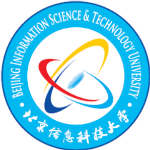 BEIJING INFORMATION SCIENCE & TECHNOLOGY UNIVERSITY
北京信息科技大学